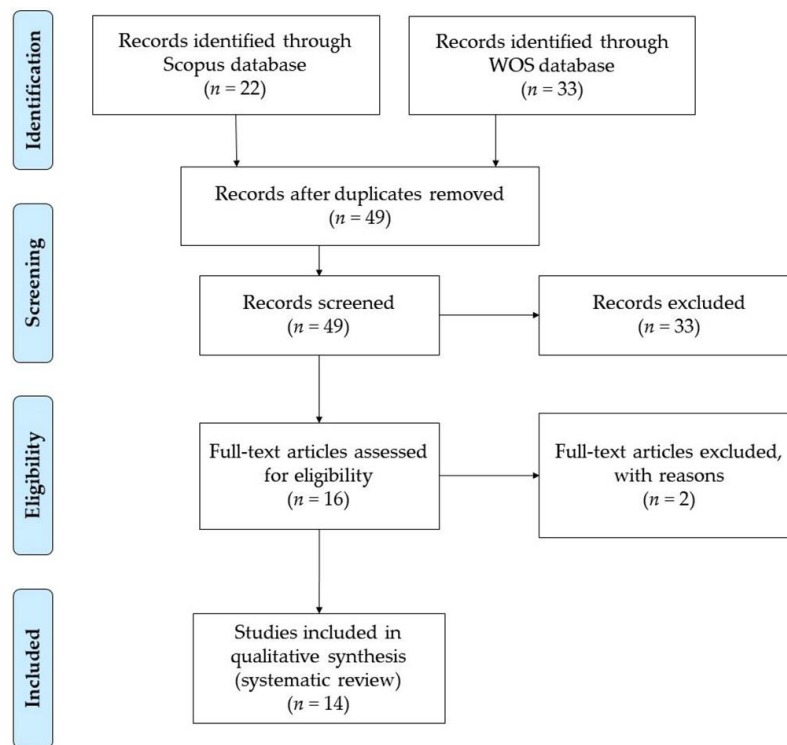 Identification
Records identified through
Scopus database
(n = 22)
Records identified through
WOS database
(n = 33)
Records after duplicates removed
(n = 49)
Screening
Records screened
(n = 49)
Records excluded
(n = 33)
Eligibility
Full-text articles assessed
for eligibility
(n = 16)
Full-text articles excluded,
with reasons
(n = 2)
Included
Studies included in
qualitative synthesis
(systematic review)
(n = 14)